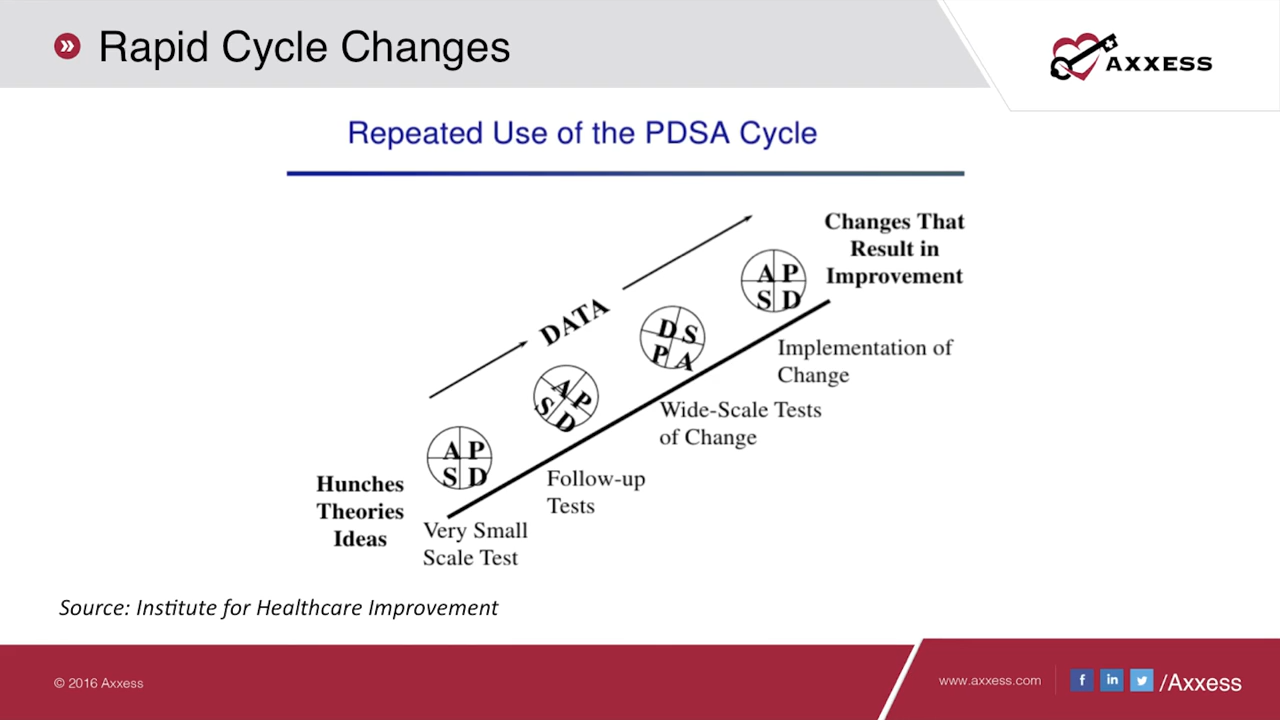 Rapid Cycle Changes
AXXESS
Repeated Use of the PDSA Cycle
Changes That
Result in
Improvement
A P
S D
DATA
D S
P A
Implementation of
Change
A P
S D
Wide-Scale Tests
of Change
A P
S D
Follow-up
Tests
Hunches
Theories
Ideas
Very Small
Scale Test
Source: Institute for Healthcare Improvement
© 2016 Axxess
www.axxess.com
f
in
/Axxess